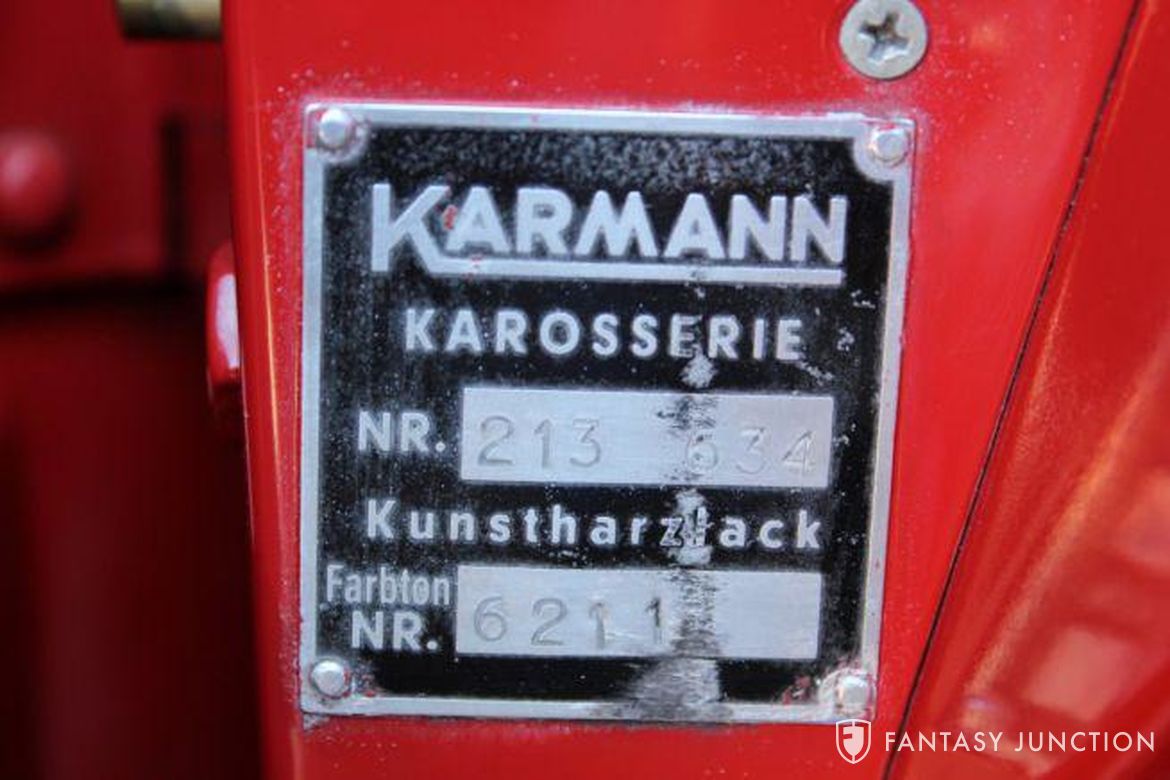 KARMANN
KAROSSERIE
NR. 213 634
Kunstharzlack
Farbton
NR. 6211
FANTASY JUNCTION